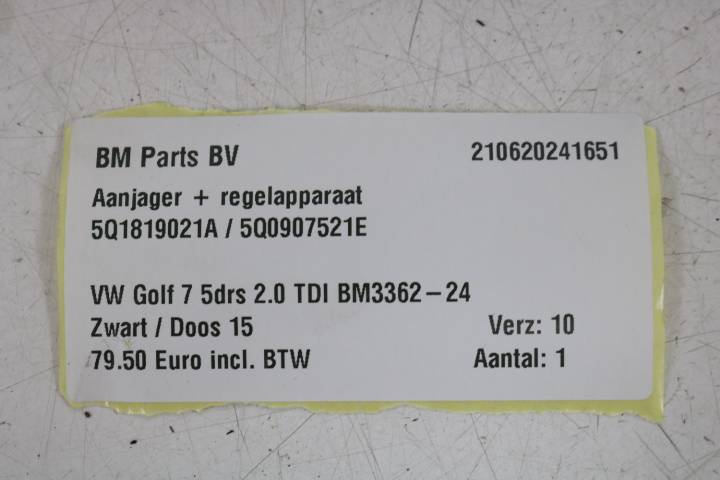 BM Parts BV 210620241651
Aanjager + regelapparaat
5Q1819021A / 5Q0907521E
VW Golf 7 5drs 2.0 TDI BM3362-24
Zwart / Doos 15 Verz: 10
79.50 Euro incl. BTW Aantal: 1